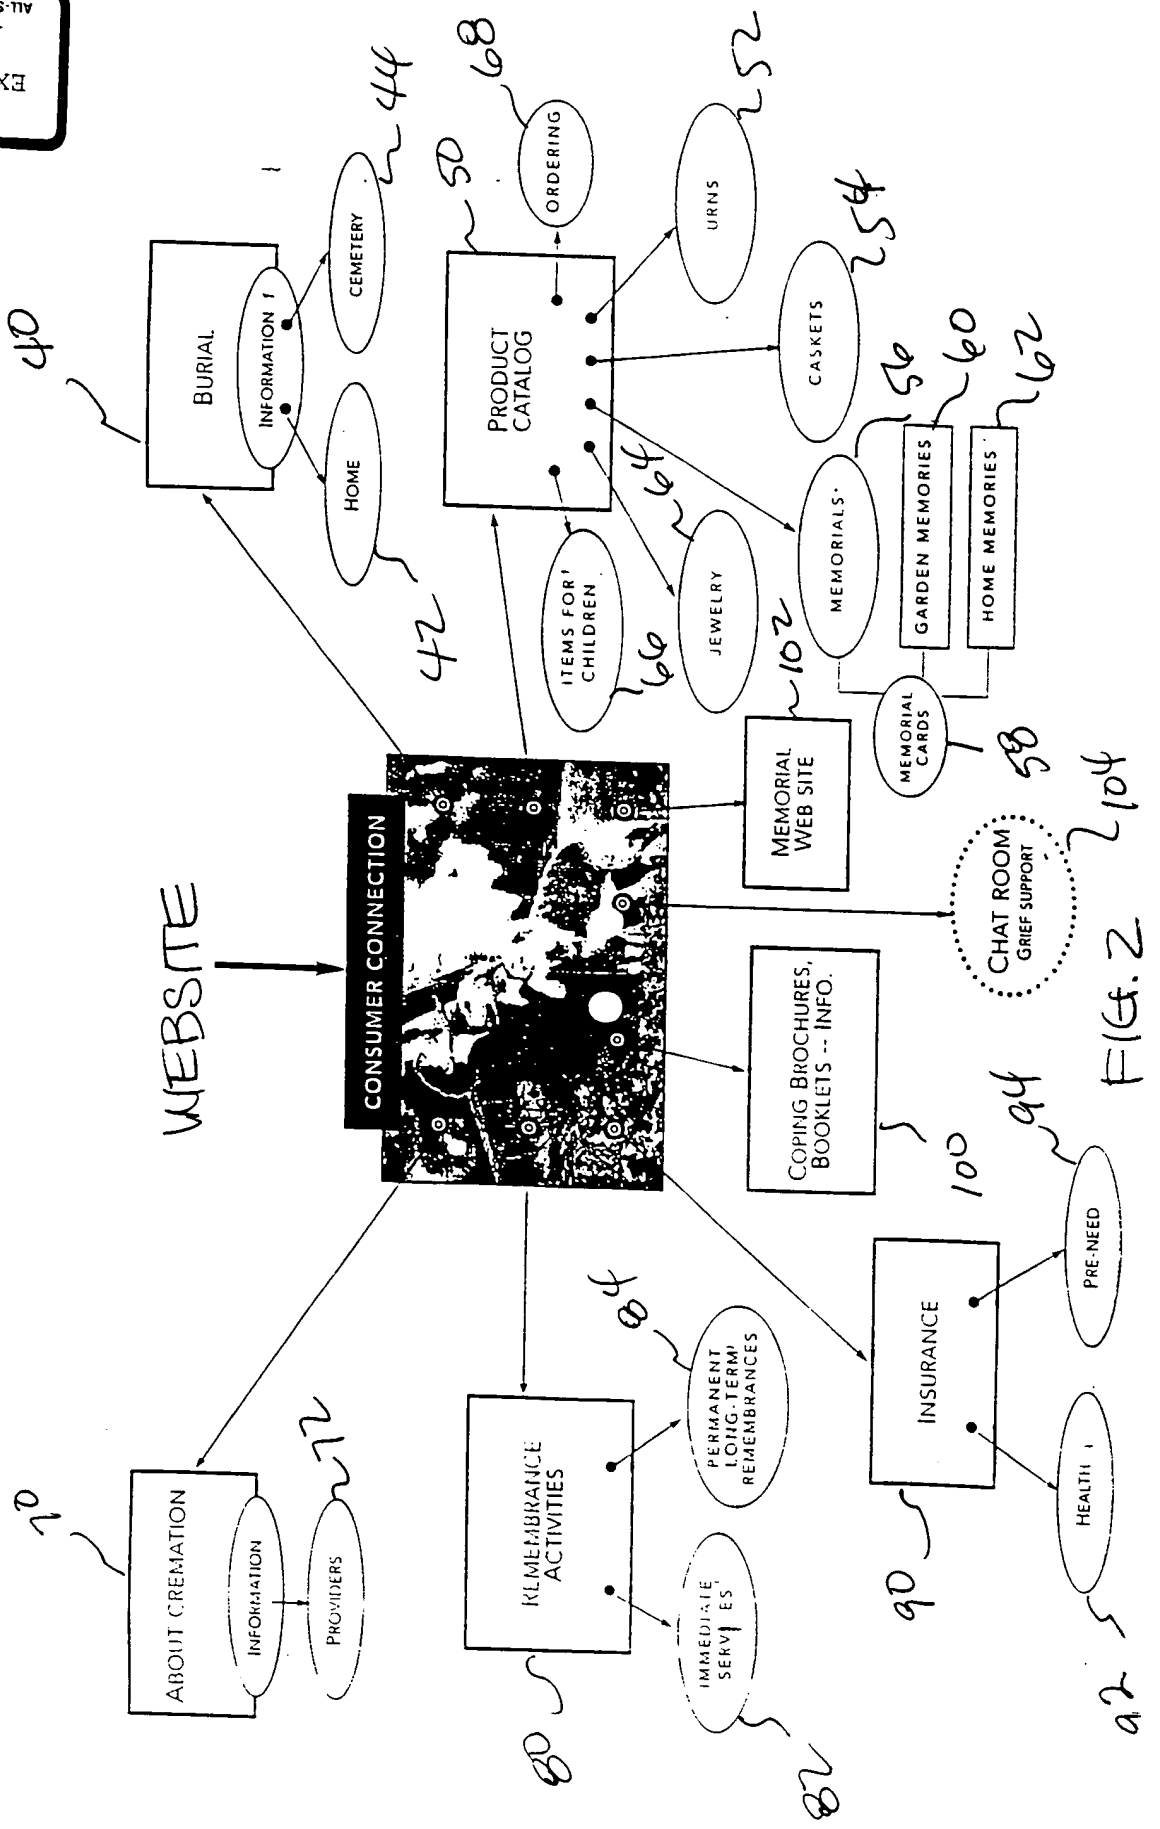 WEBSITE
CONSUMER CONNECTION
70
ABOUT CREMATION
INFORMATION
PROVIDERS
72
80
REMEMBRANCE
ACTIVITIES
IMMEDIATE
82
PERMANENT
LONG-TERM
REMEMBRANCES
84
90
INSURANCE
HEALTH
92
PRE-NEED
94
COPING BROCHURES,
BOOKLETS -- INFO.
100
CHAT ROOM
GRIEF SUPPORT
104
MEMORIAL
WEB SITE
102
40
BURIAL
INFORMATION
HOME
42
CEMETERY
44
50
PRODUCT
CATALOG
ORDERING
68
URNS
52
CASKETS
54
MEMORIALS
56
GARDEN MEMORIES
60
HOME MEMORIES
62
MEMORIAL
CARDS
58
JEWELRY
64
ITEMS FOR
CHILDREN
66
FIG. 2
EX
ALL-S